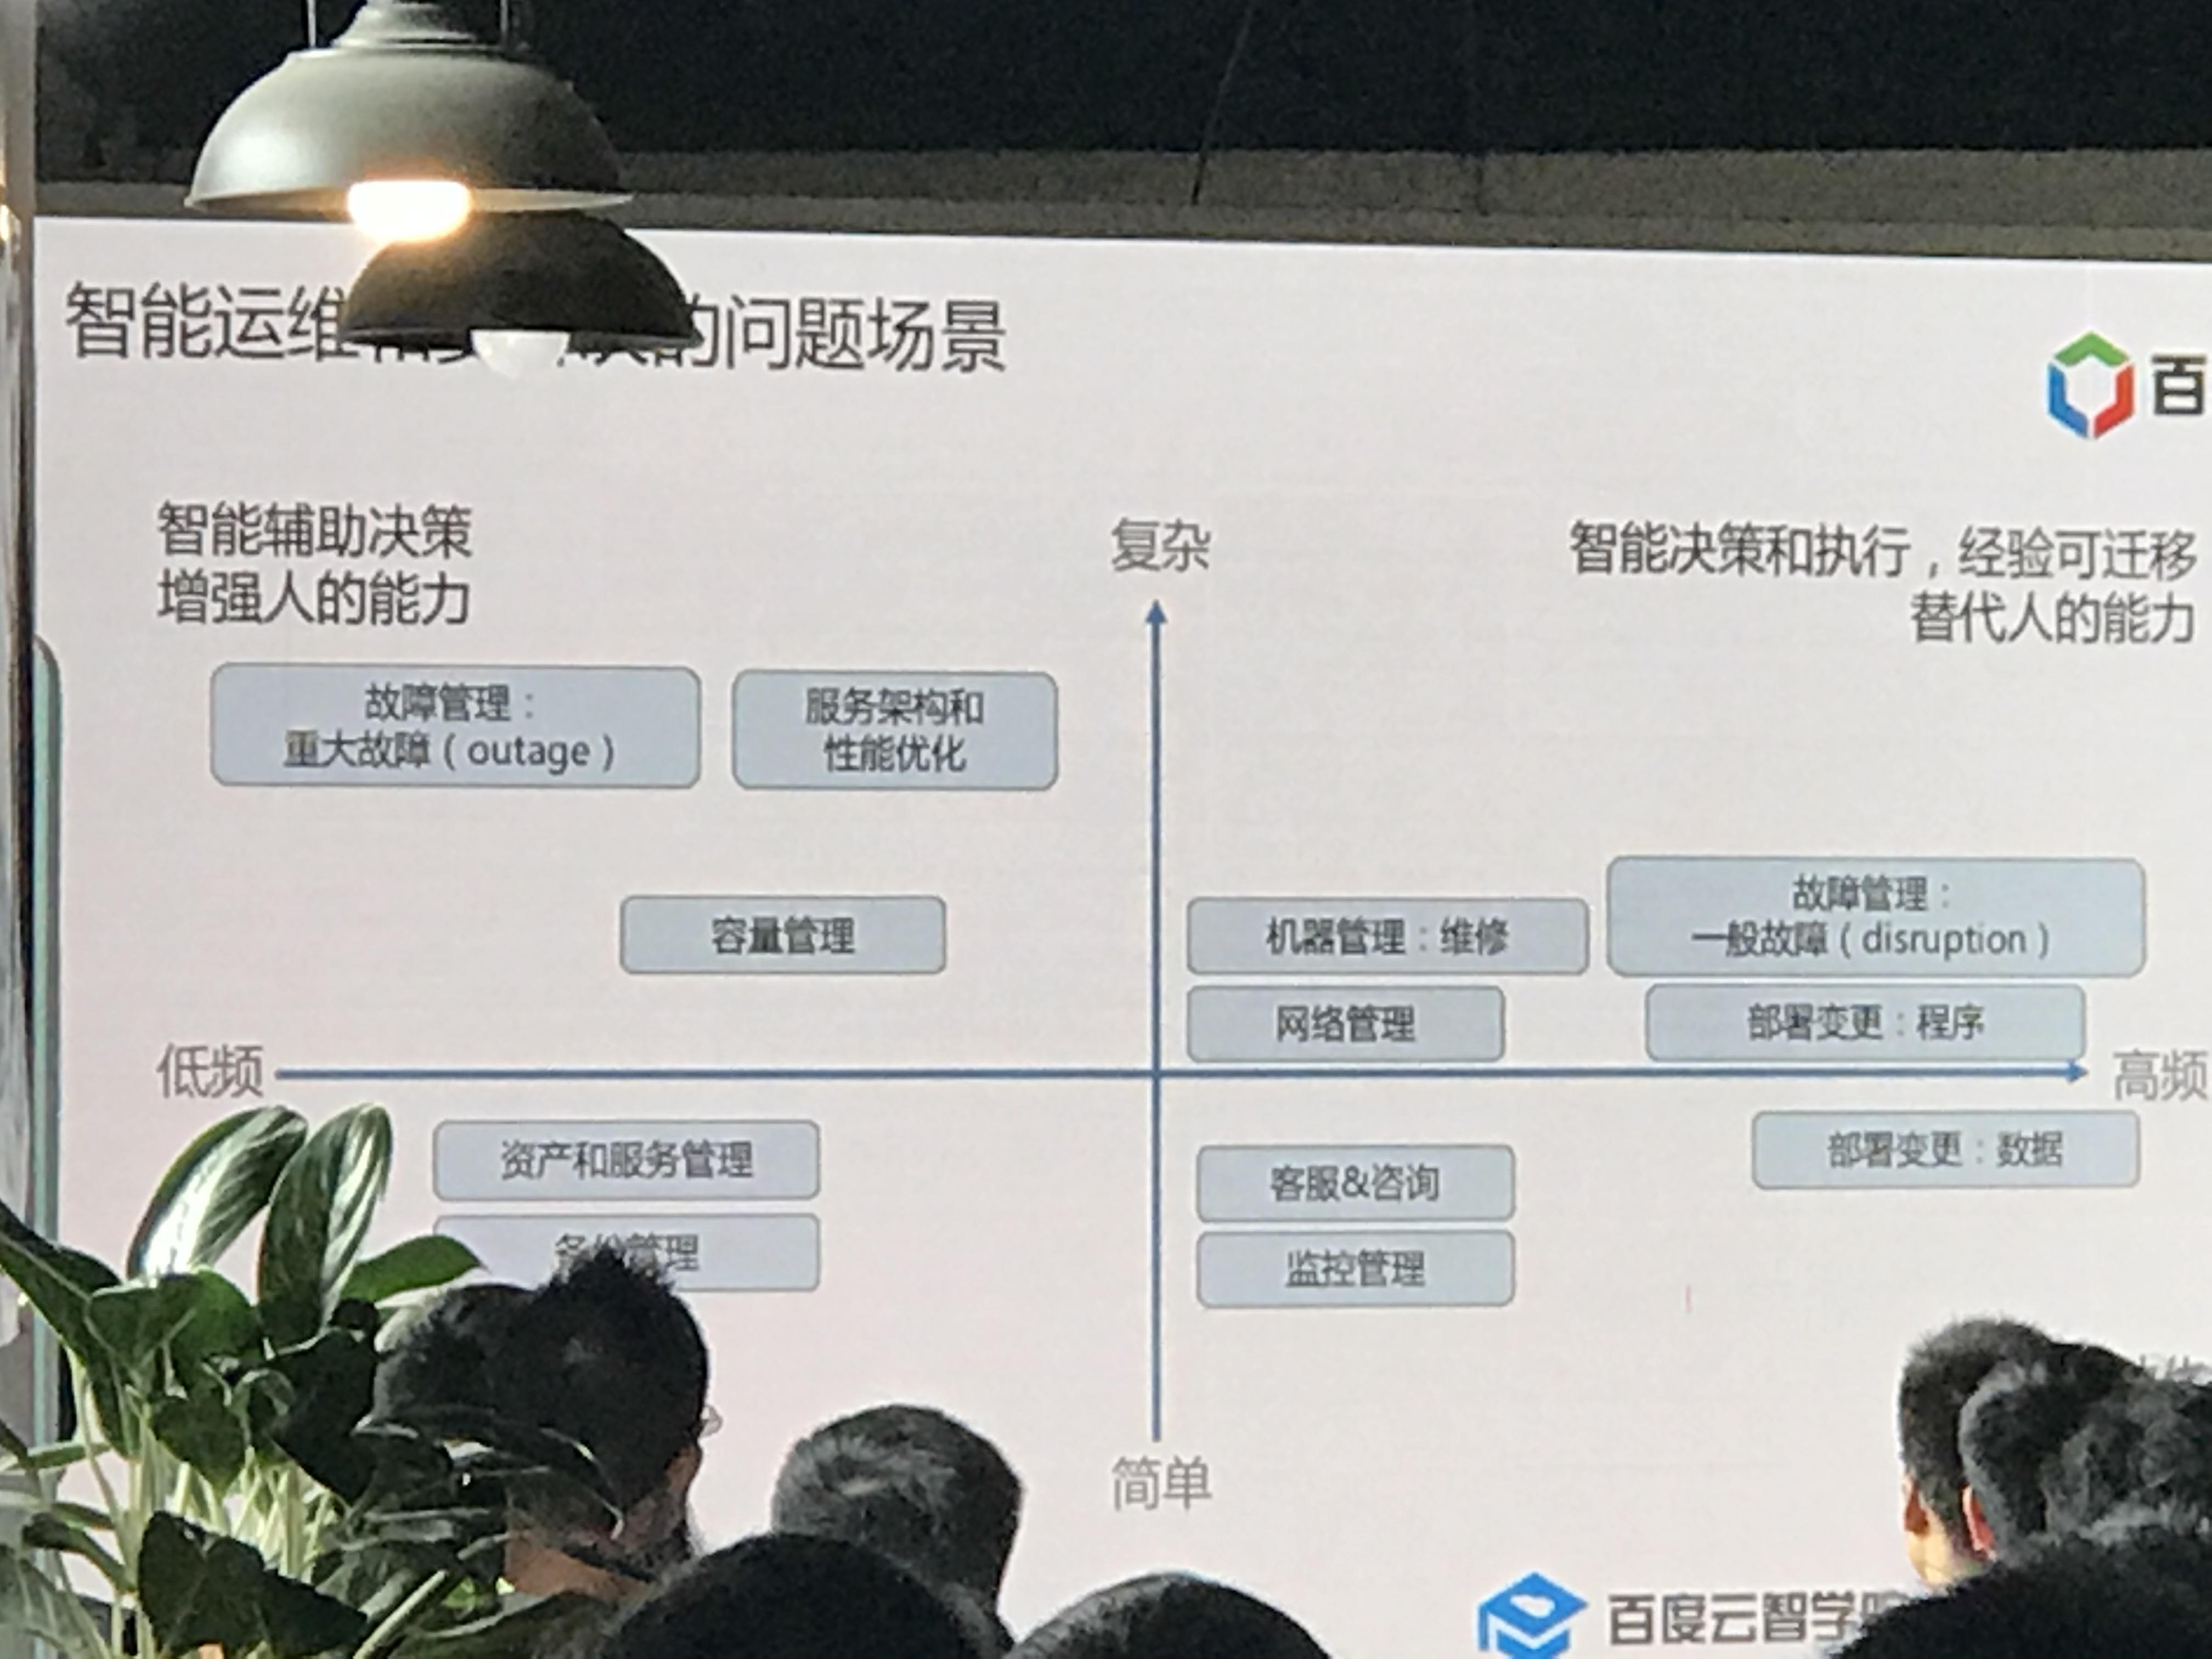 智能运维 的问题场景
百
智能辅助决策
增强人的能力
复杂
智能决策和执行，经验可迁移
替代人的能力
故障管理：
重大故障（outage）
服务架构和
性能优化
容量管理
机器管理：维修
故障管理：
一般故障（disruption）
网络管理
部署变更：程序
低频
高频
资产和服务管理
客服&咨询
部署变更：数据
管理
监控管理
简单
百度云智学